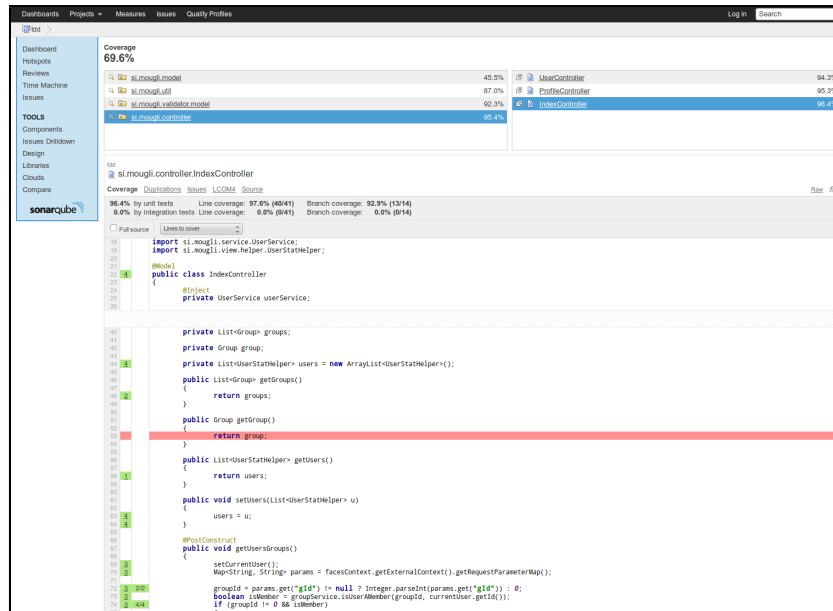 Dashboards Projects Measures Issues Quality Profiles Log in Search
tdd
Dashboard
Hotspots
Reviews
Time Machine
Issues
TOOLS
Components
Issues Drilldown
Design
Libraries
Clouds
Compare
sonarqube
Coverage
69.6%
si.mougli.model 45.5%
si.mougli.util 87.0%
si.mougli.validator.model 92.3%
si.mougli.controller 95.4%
UserController 94.3%
ProfileController 95.3%
IndexController 96.4%
tdd
si.mougli.controller.IndexController
Coverage Duplications Issues LCOM4 Source Raw
96.4% by unit tests Line coverage: 97.6% (40/41) Branch coverage: 92.9% (13/14)
0.0% by integration tests Line coverage: 0.0% (0/41) Branch coverage: 0.0% (0/14)
Full source Lines to cover
18 import si.mougli.service.UserService;
19 import si.mougli.view.helper.UserStatHelper;
20
21 @Model
22 4 public class IndexController
23 {
24 @Inject
25 private UserService userService;
26
40 private List<Group> groups;
41
42 private Group group;
43
44 4 private List<UserStatHelper> users = new ArrayList<UserStatHelper>();
45
46 public List<Group> getGroups()
47 {
48 2 return groups;
49 }
50
51 public Group getGroup()
52 {
53 return group;
54 }
55
56 public List<UserStatHelper> getUsers()
57 {
58 1 return users;
59 }
60
61 public void setUsers(List<UserStatHelper> u)
62 {
63 4 users = u;
64 4 }
65
66 @PostConstruct
67 public void getUsersGroups()
68 {
69 3 setCurrentUser();
70 3 Map<String, String> params = facesContext.getExternalContext().getRequestParameterMap();
71
72 3 2/2 groupId = params.get("gId") != null ? Integer.parseInt(params.get("gId")) : 0;
73 3 boolean isMember = groupService.isUserAMember(groupId, currentUser.getId());
74 3 4/4 if (groupId != 0 && isMember)